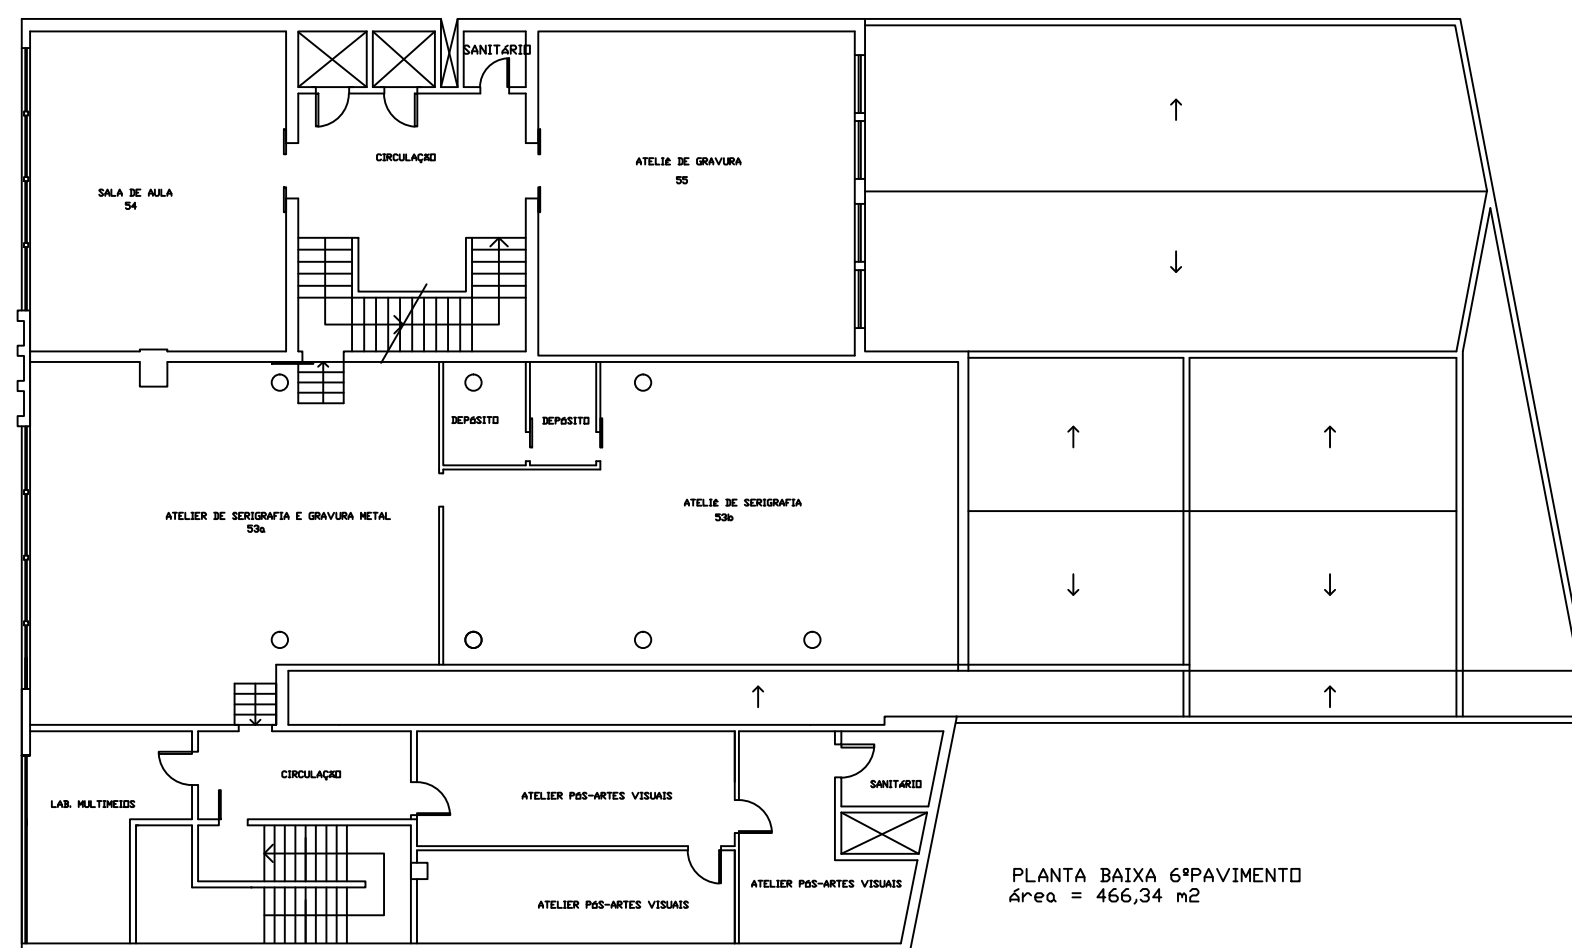 SANITáRIO
CIRCULAÇÃO
ATELIÊ DE GRAVURA
55
SALA DE AULA
54
DEPóSITO
DEPóSITO
ATELIER DE SERIGRAFIA E GRAVURA METAL
53a
ATELIÊ DE SERIGRAFIA
53b
CIRCULAÇÃO
LAB. MULTIMEIOS
ATELIER PóS-ARTES VISUAIS
SANITÁRIO
ATELIER PóS-ARTES VISUAIS
ATELIER PóS-ARTES VISUAIS
PLANTA BAIXA 6ºPAVIMENTO
área = 466,34 m2